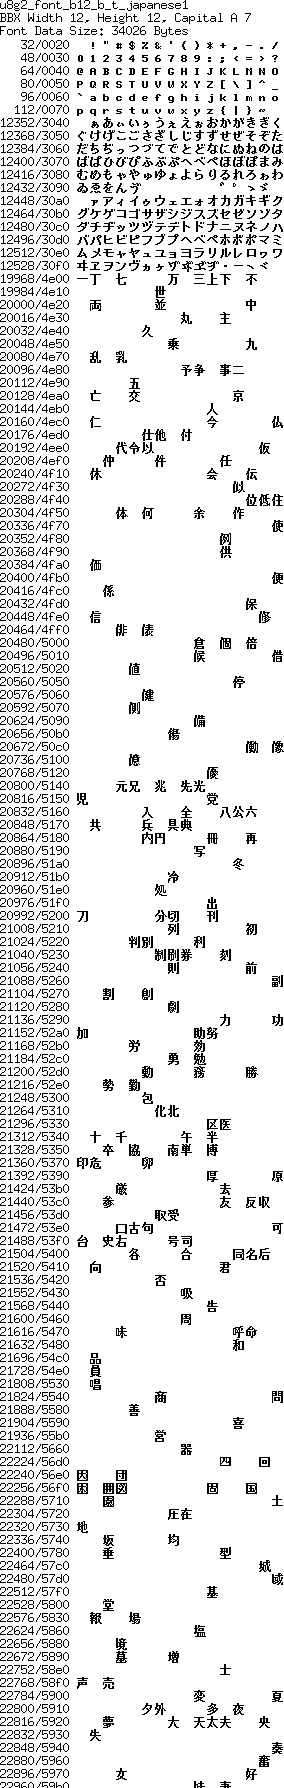 u8g2_font_b12_b_t_japanese1
BBX Width 12, Height 12, Capital A 7
Font Data Size: 34026 Bytes
32/0020 ! " # $ % & ' ( ) * + , - . /
48/0030 0 1 2 3 4 5 6 7 8 9 : ; < = > ?
64/0040 @ A B C D E F G H I J K L M N O
80/0050 P Q R S T U V W X Y Z [ \ ] ^ _
96/0060 ` a b c d e f g h i j k l m n o
112/0070 p q r s t u v w x y z { | } ~
12352/3040 ぁあぃいぅうぇえぉおかがきぎく
12368/3050 ぐけげこごさざしじすずせぜそぞた
12384/3060 だちぢっつづてでとどなにぬねのは
12400/3070 ばぱひびぴふぶぷへべぺほぼぽまみ
12416/3080 むめもゃやゅゆょよらりるれろゎわ
12432/3090 ゐゑをんゔ ゛゜ゝゞ
12448/30a0 ァアィイゥウェエォオカガキギク
12464/30b0 グケゲコゴサザシジスズセゼソゾタ
12480/30c0 ダチヂッツヅテデトドナニヌネノハ
12496/30d0 バパヒビピフブプヘベペホボポマミ
12512/30e0 ムメモャヤュユョヨラリルレロヮワ
12528/30f0 ヰヱヲンヴヵヶヷヸヹヺ・ーヽヾ
19968/4e00 一丁 七 万 三上下 不
19984/4e10 世
20000/4e20 両 並 中
20016/4e30 丸 主
20032/4e40 久
20048/4e50 乗 九
20080/4e70 乱 乳
20096/4e80 予争 事二
20112/4e90 五
20128/4ea0 亡 交 京
20144/4eb0 人
20160/4ec0 仁 今 仏
20176/4ed0 仕他 付
20192/4ee0 代令以 仮
20208/4ef0 仲 件 任
20240/4f10 休 会 伝
20272/4f30 似
20288/4f40 位低住
20304/4f50 体 何 余 作
20336/4f70 使
20352/4f80 例
20368/4f90 供
20384/4fa0 価
20400/4fb0 便
20416/4fc0 係
20432/4fd0 保
20448/4fe0 信 修
20464/4ff0 俳 俵
20480/5000 倉 個 倍
20496/5010 候 借
20512/5020 値
20560/5050 停
20576/5060 健
20592/5070 側
20624/5090 備
20656/50b0 傷
20672/50c0 働 像
20736/5100 億
20768/5120 優
20800/5140 元兄 兆 先光
20816/5150 児 党
20832/5160 入 全 八公六
20848/5170 共 兵 具典
20864/5180 内円 冊 再
20880/5190 写
20896/51a0 冬
20912/51b0 冷
20960/51e0 処
20976/51f0 出
20992/5200 刀 分切 刊
21008/5210 列 初
21024/5220 判別 利
21040/5230 制刷券 刻
21056/5240 則 前
21088/5260 副
21104/5270 割 創
21120/5280 劇
21136/5290 力 功
21152/52a0 加 助努
21168/52b0 労 効
21184/52c0 勇 勉
21200/52d0 動 務 勝
21216/52e0 勢 勤
21248/5300 包
21264/5310 化北
21296/5330 区医
21312/5340 十 千 午 半
21328/5350 卒 協 南単 博
21360/5370 印危 卵
21392/5390 厚 原
21424/53b0 厳 去
21440/53c0 参 友 反収
21456/53d0 取受
21472/53e0 口古句 可
21488/53f0 台 史右 号司
21504/5400 各 合 同名后
21520/5410 向 君
21536/5420 否
21552/5430 吸
21568/5440 告
21600/5460 周
21616/5470 味 呼命
21632/5480 和
21696/54c0 品
21728/54e0 員
21808/5530 唱
21824/5540 商 問
21888/5580 善
21904/5590 喜
21936/55b0 営
22112/5660 器
22224/56d0 四 回
22240/56e0 因 団
22256/56f0 困 囲図 固 国
22288/5710 園 土
22304/5720 圧在
22320/5730 地
22336/5740 坂 均
22400/5780 垂 型
22464/57c0 城
22480/57d0 域
22512/57f0 基
22528/5800 堂
22576/5830 報 場
22624/5860 塩
22656/5880 境
22672/5890 墓 増
22752/58e0 士
22768/58f0 声 売
22784/5900 変 夏
22800/5910 夕外 多 夜
22816/5920 夢 大 天太夫 央
22832/5930 失
22848/5940 奏
22880/5960 奮
22896/5970 女 好
22960/59b0 妹 妻